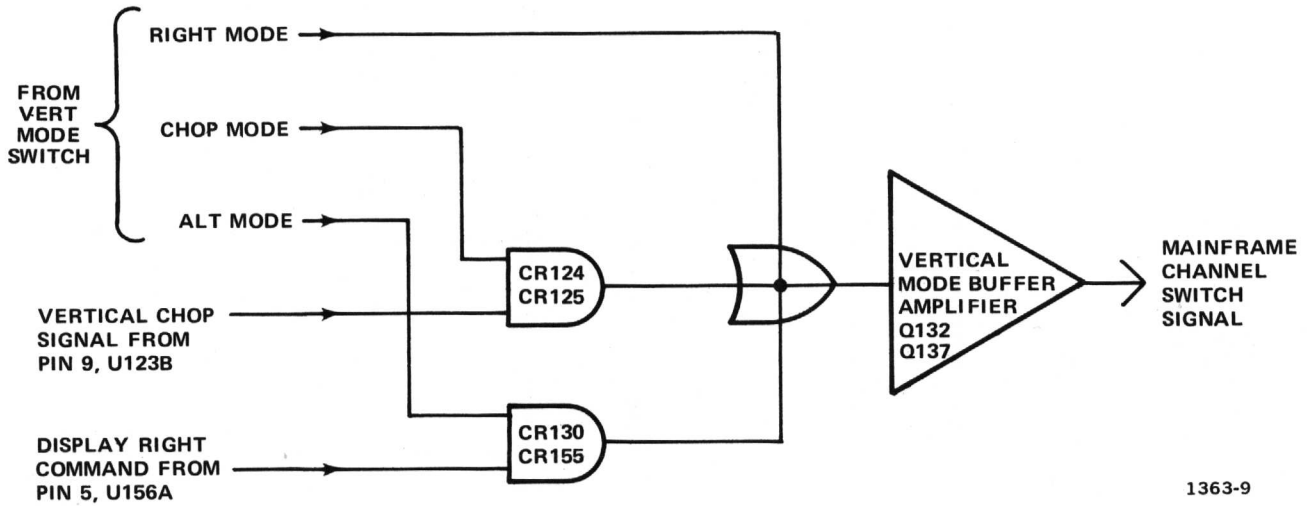 FROM
VERT
MODE
SWITCH
RIGHT MODE
CHOP MODE
ALT MODE
VERTICAL CHOP
SIGNAL FROM
PIN 9, U123B
DISPLAY RIGHT
COMMAND FROM
PIN 5, U156A
CR124
CR125
CR130
CR155
VERTICAL
MODE BUFFER
AMPLIFIER
Q132
Q137
MAINFRAME
CHANNEL
SWITCH
SIGNAL
1363-9